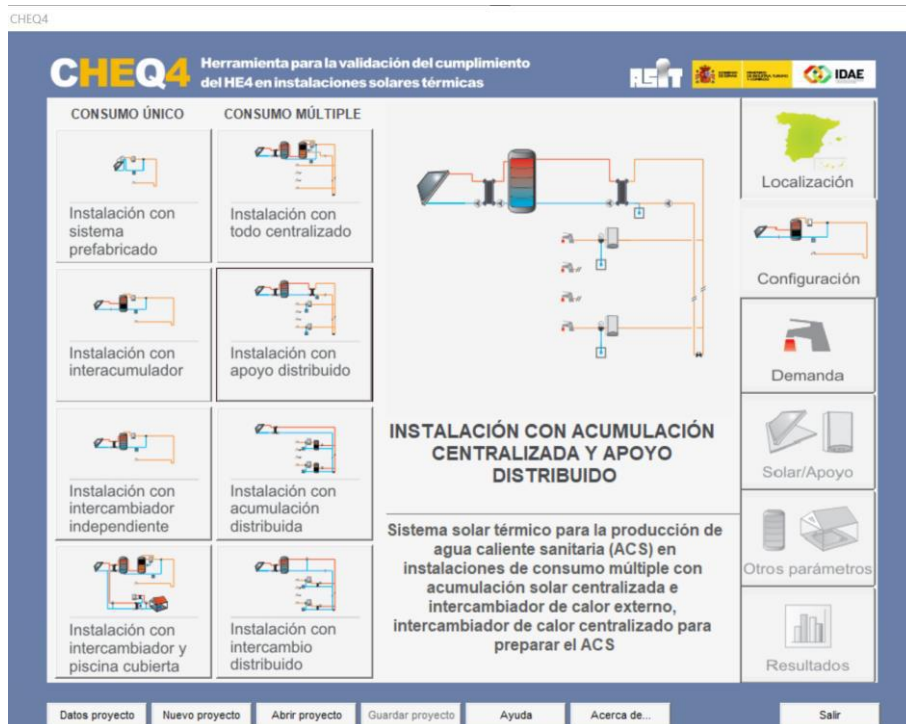 CHEQ4
CHEQ4
Herramienta para la validación del cumplimiento
del HE4 en instalaciones solares térmicas
ASIT
IDAE
CONSUMO ÚNICO
CONSUMO MÚLTIPLE
Instalación con
sistema
prefabricado
Instalación con
todo centralizado
Instalación con
interacumulador
Instalación con
apoyo distribuido
Instalación con
intercambiador
independiente
Instalación con
acumulación
distribuida
Instalación con
intercambiador y
piscina cubierta
Instalación con
intercambio
distribuido
INSTALACIÓN CON ACUMULACIÓN
CENTRALIZADA Y APOYO
DISTRIBUIDO
Sistema solar térmico para la producción de
agua caliente sanitaria (ACS) en
instalaciones de consumo múltiple con
acumulación solar centralizada e
intercambiador de calor externo,
intercambiador de calor centralizado para
preparar el ACS
Localización
Configuración
Demanda
Solar/Apoyo
Otros parámetros
Resultados
Datos proyecto
Nuevo proyecto
Abrir proyecto
Guardar proyecto
Ayuda
Acerca de...
Salir